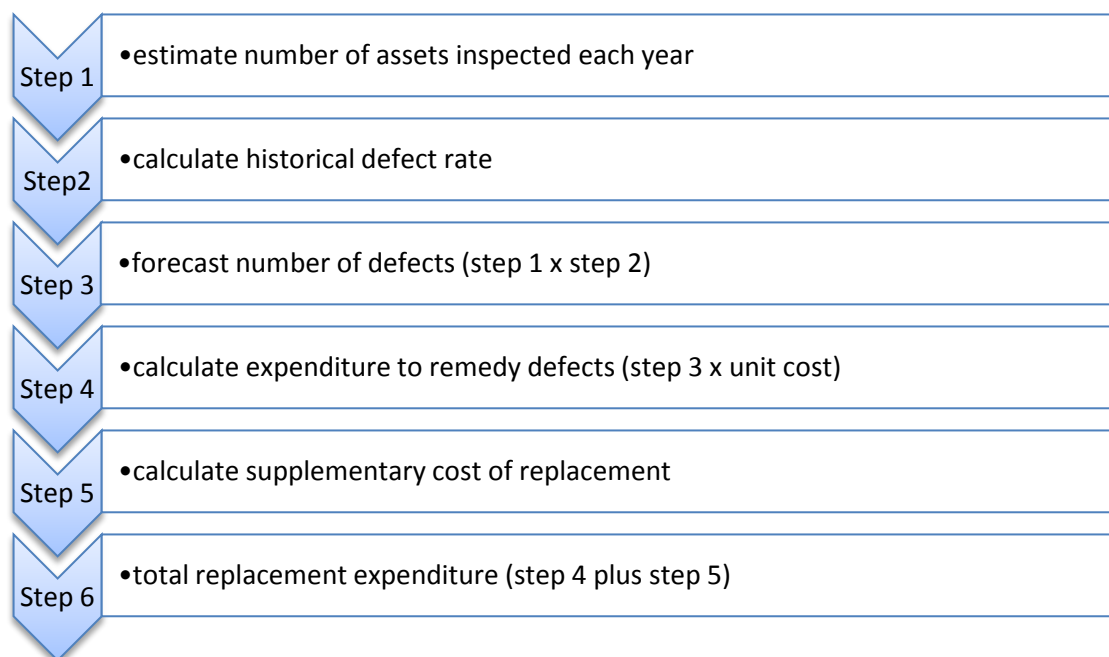 Step 1
•estimate number of assets inspected each year
Step2
•calculate historical defect rate
Step 3
•forecast number of defects (step 1 x step 2)
Step 4
•calculate expenditure to remedy defects (step 3 x unit cost)
Step 5
•calculate supplementary cost of replacement
Step 6
•total replacement expenditure (step 4 plus step 5)